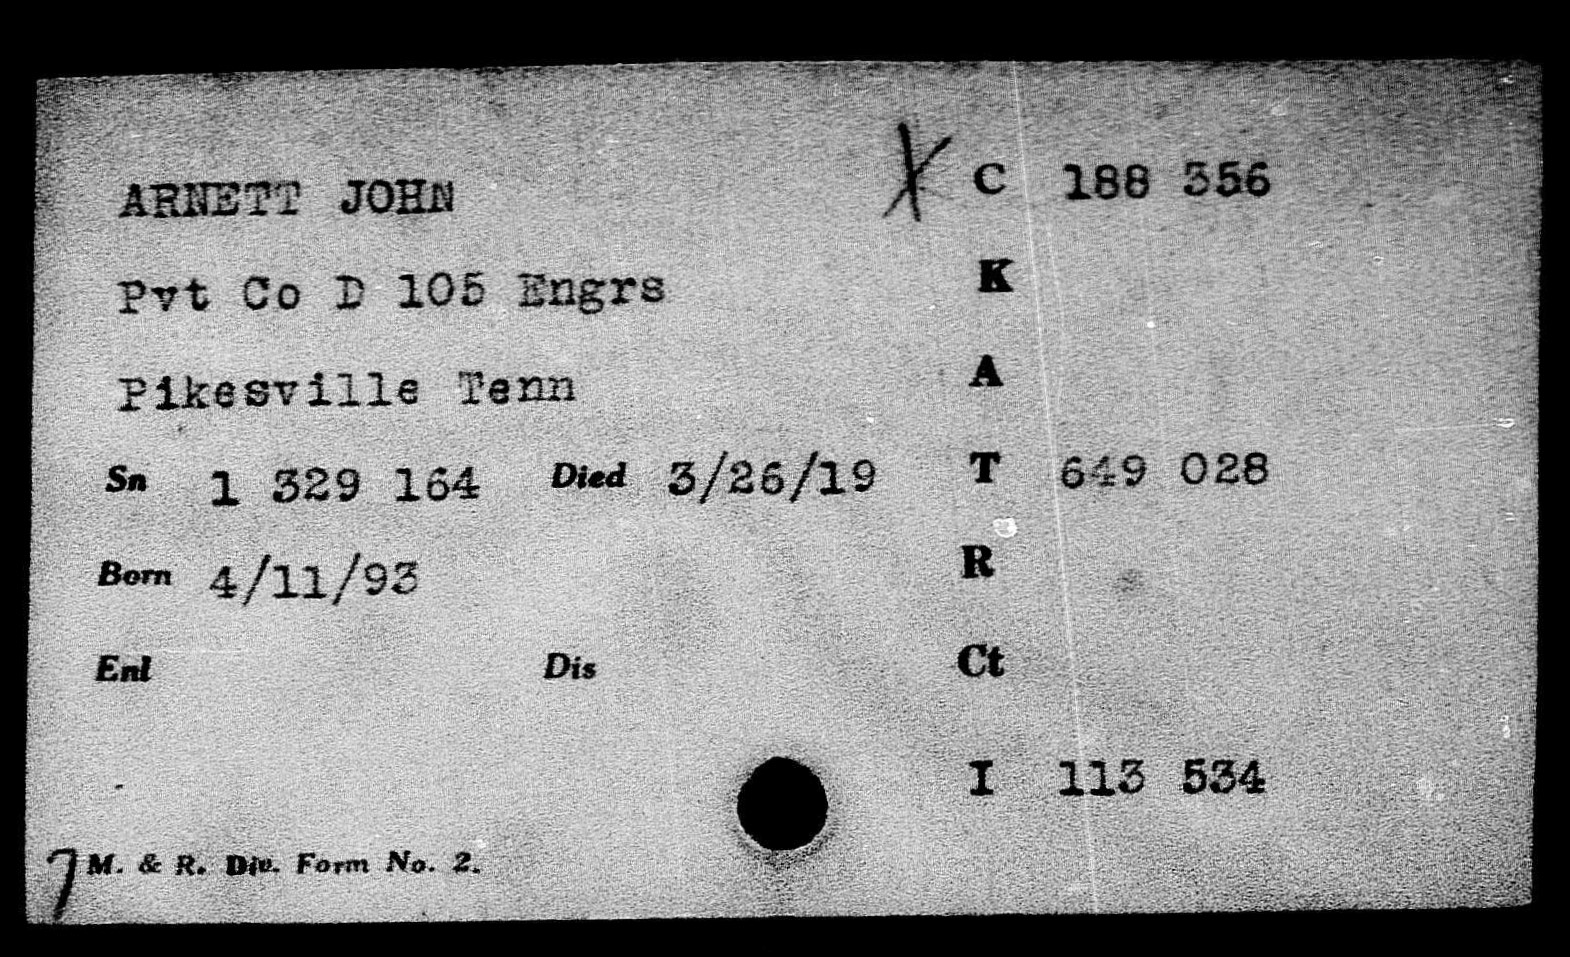 ARNETT JOHN X C 188 356
Pvt Co D 105 Engrs K
Pikesville Tenn A
Sn 1 329 164 Died 3/26/19 T 649 028
Born 4/11/93 R
Enl Dis Ct
I 113 534
7 M. & R. Div. Form No. 2.